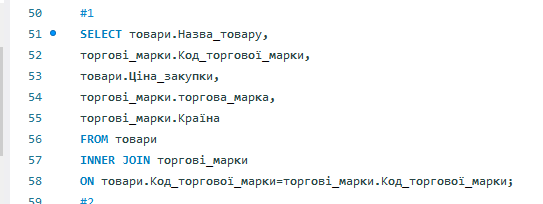 50 #1
51 SELECT товари.Назва_товару,
52 торгові_марки.Код_торгової_марки,
53 товари.Ціна_закупки,
54 торгові_марки.торгова_марка,
55 торгові_марки.Країна
56 FROM товари
57 INNER JOIN торгові_марки
58 ON товари.Код_торгової_марки=торгові_марки.Код_торгової_марки;
59 #2